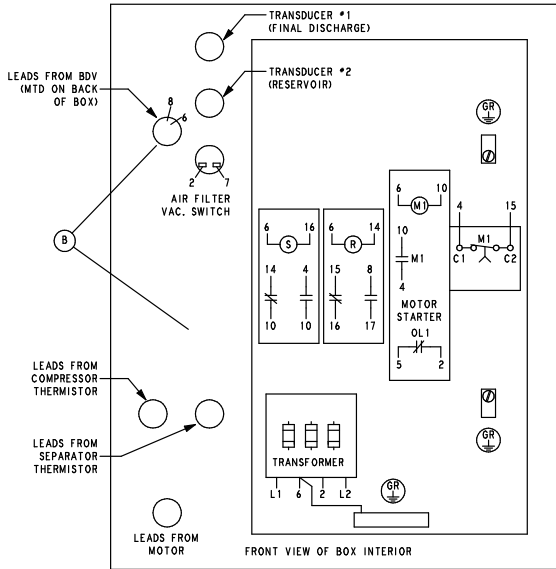 TRANSDUCER #1
(FINAL DISCHARGE)
LEADS FROM BDV
(MTD ON BACK
OF BOX)
TRANSDUCER #2
(RESERVOIR)
8
6
GR
2 7
AIR FILTER
VAC. SWITCH
B
6 M1 10
6 S 16
6 R 14
4 15
10
M1
4
C1 M1 C2
14 4
10 10
15 8
16 17
MOTOR
STARTER
OL1
5 2
LEADS FROM
COMPRESSOR
THERMISTOR
LEADS FROM
SEPARATOR
THERMISTOR
TRANSFORMER
L1 6 2 L2
GR
GR
LEADS FROM
MOTOR
FRONT VIEW OF BOX INTERIOR